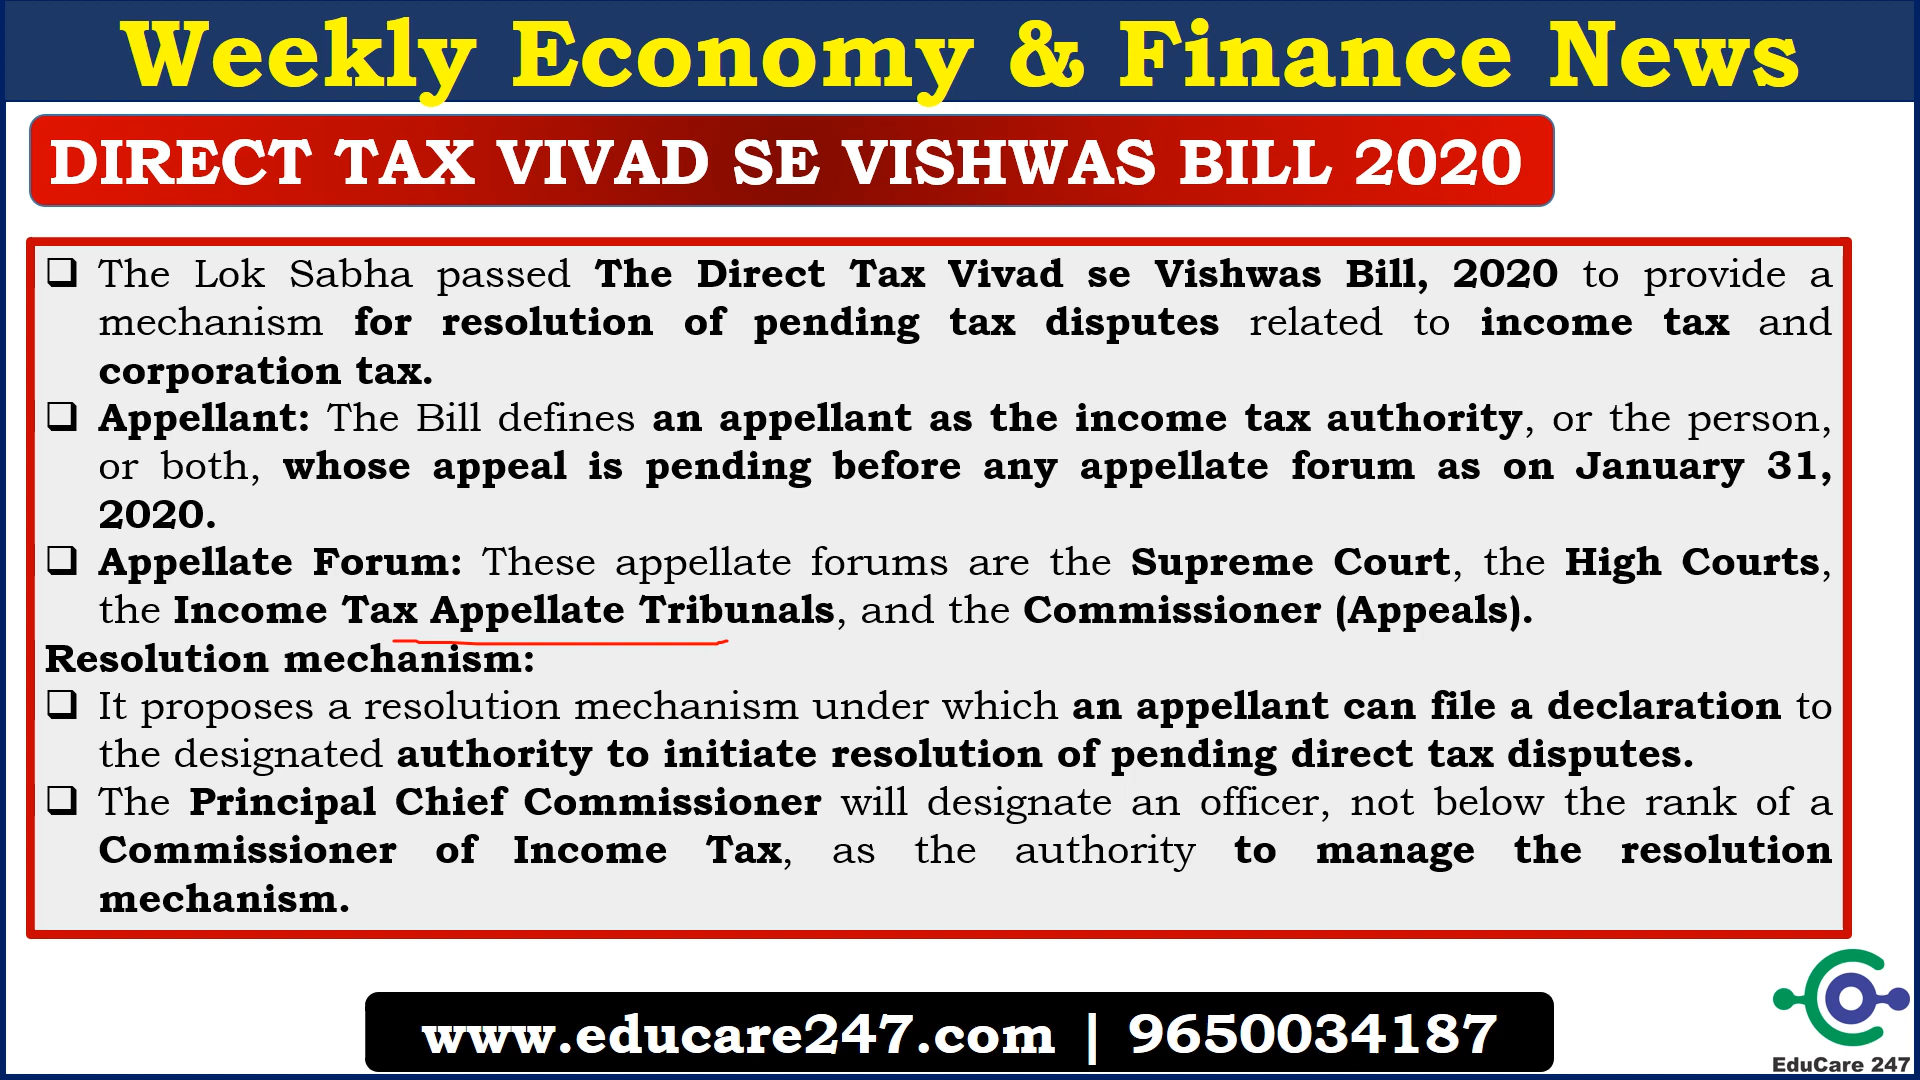 Weekly Economy & Finance News
DIRECT TAX VIVAD SE VISHWAS BILL 2020
❑ The Lok Sabha passed The Direct Tax Vivad se Vishwas Bill, 2020 to provide a
mechanism for resolution of pending tax disputes related to income tax and
corporation tax.
❑ Appellant: The Bill defines an appellant as the income tax authority, or the person,
or both, whose appeal is pending before any appellate forum as on January 31,
2020.
❑ Appellate Forum: These appellate forums are the Supreme Court, the High Courts,
the Income Tax Appellate Tribunals, and the Commissioner (Appeals).
Resolution mechanism:
❑ It proposes a resolution mechanism under which an appellant can file a declaration to
the designated authority to initiate resolution of pending direct tax disputes.
❑ The Principal Chief Commissioner will designate an officer, not below the rank of a
Commissioner of Income Tax, as the authority to manage the resolution
mechanism.
www.educare247.com | 9650034187
EduCare 247